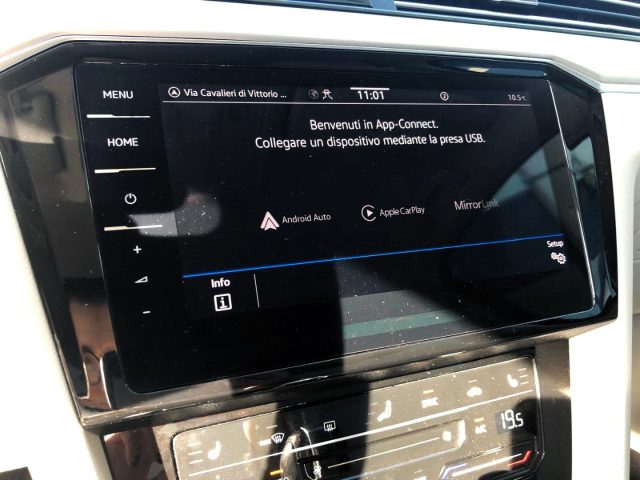 MENU
Via Cavalieri di Vittorio ...
11:01
10.5°C
HOME
Benvenuti in App-Connect.
Collegare un dispositivo mediante la presa USB.
Android Auto
Apple CarPlay
MirrorLink
+
-
Setup
Info
SYNC
A/C
19.5